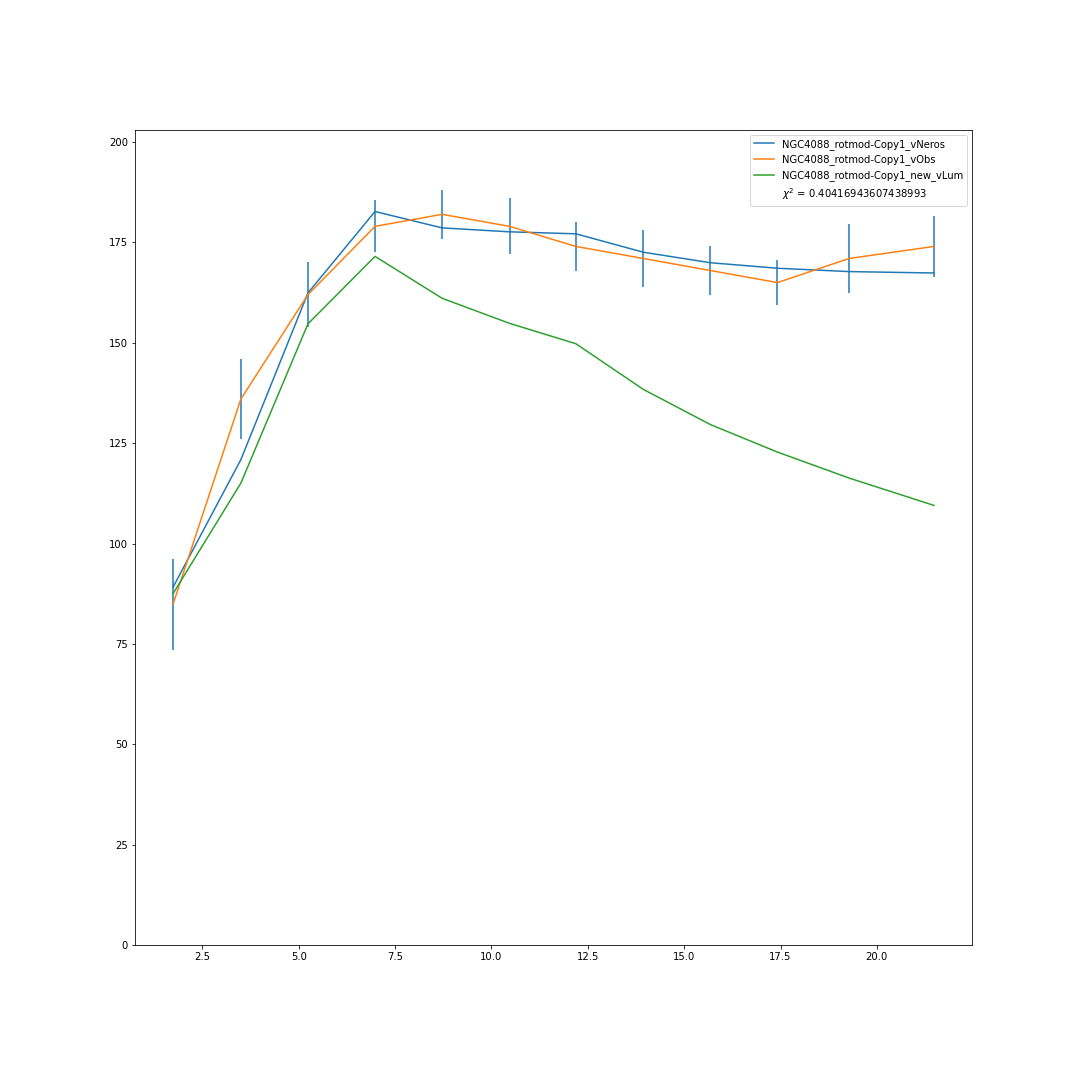 200
175
150
125
100
75
50
25
0
2.5 5.0 7.5 10.0 12.5 15.0 17.5 20.0
NGC4088_rotmod-Copy1_vNeros
NGC4088_rotmod-Copy1_vObs
NGC4088_rotmod-Copy1_new_vLum
χ² = 0.40416943607438993